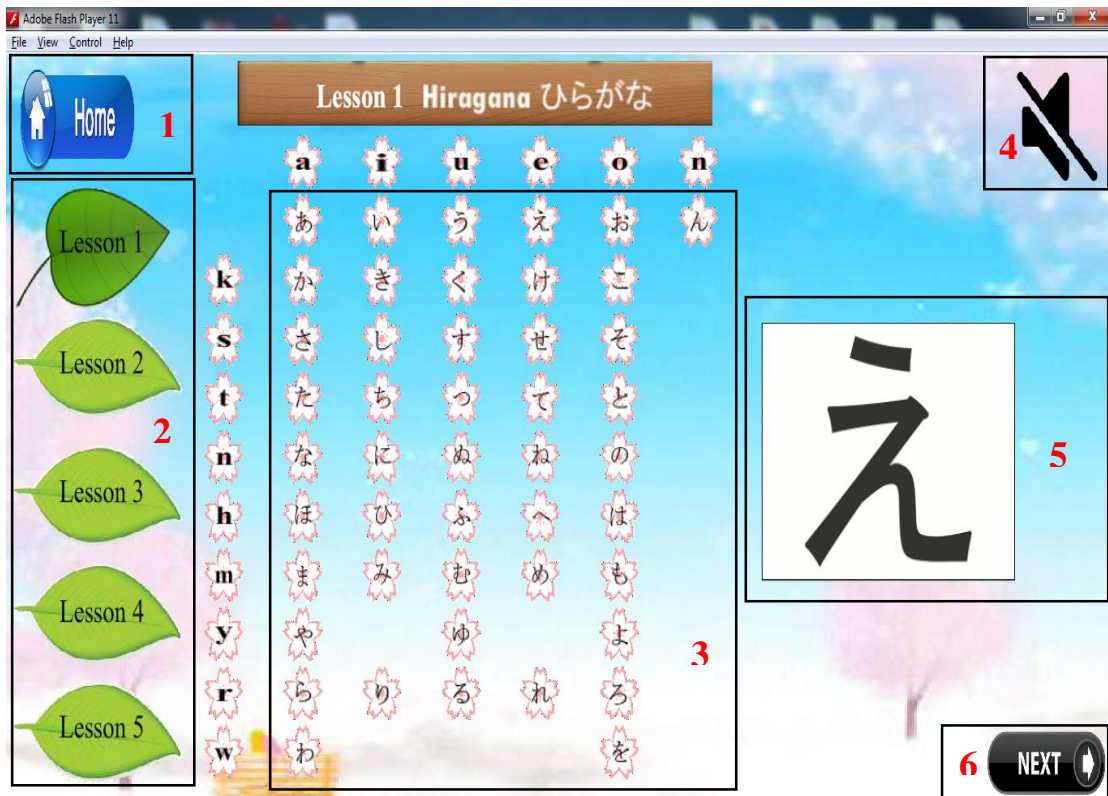 Adobe Flash Player 11
File View Control Help
Home
1
Lesson 1 Hiragana ひらがな
4
a i u e o n
あ い う え お ん
k か き く け こ
s さ し す せ そ
t た ち つ て と
n な に ぬ ね の
h ほ ひ ふ へ は
m ま み む め も
y や ゆ よ
r ら り る れ ろ
w わ を
3
Lesson 1
Lesson 2
2
Lesson 3
Lesson 4
Lesson 5
え
5
6
NEXT